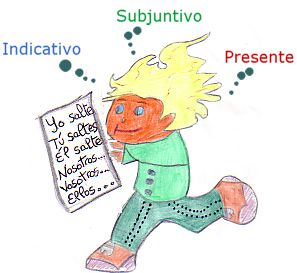 Subjuntivo
Indicativo
Presente
Yo salte
Tú saltes
Él salte
Nosotros...
Vosotros...
Ellos...